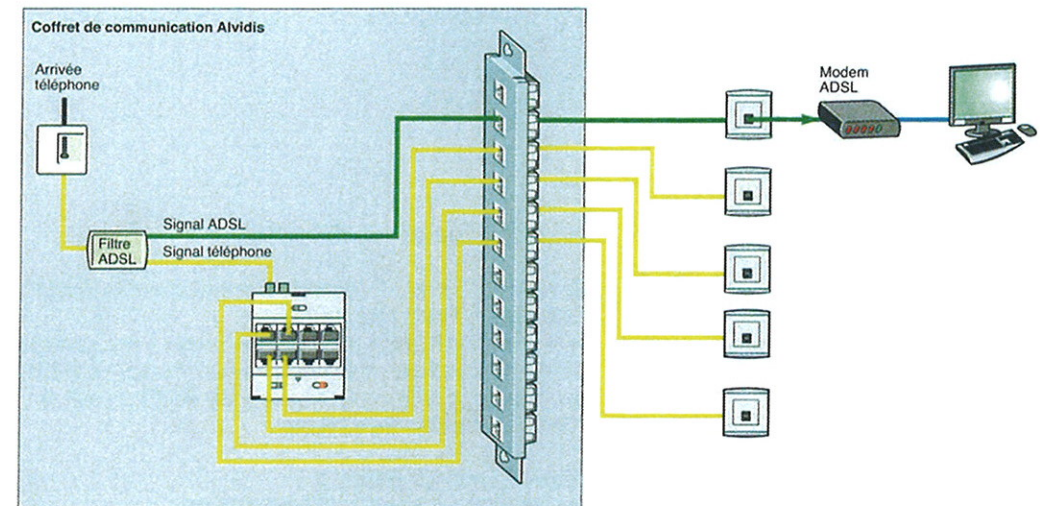 Coffret de communication Alvidis
Arrivée
téléphone
Modem
ADSL
Signal ADSL
Filtre
ADSL
Signal téléphone